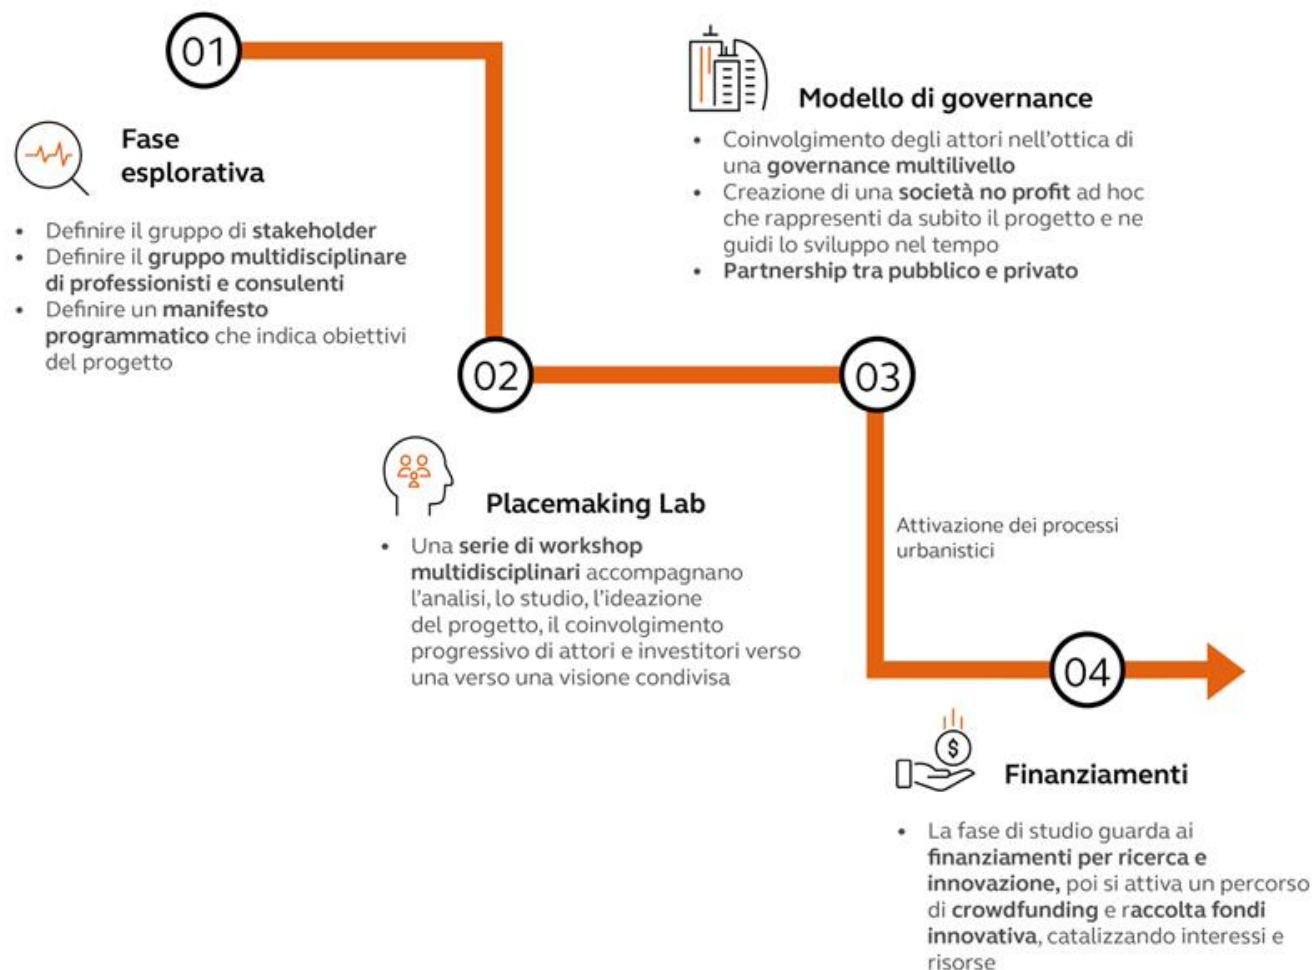 01
Fase
esplorativa
• Definire il gruppo di stakeholder
• Definire il gruppo multidisciplinare
di professionisti e consulenti
• Definire un manifesto
programmatico che indica obiettivi
del progetto
02
Placemaking Lab
• Una serie di workshop
multidisciplinari accompagnano
l'analisi, lo studio, l'ideazione
del progetto, il coinvolgimento
progressivo di attori e investitori verso
una verso una visione condivisa
Modello di governance
• Coinvolgimento degli attori nell'ottica di
una governance multilivello
• Creazione di una società no profit ad hoc
che rappresenti da subito il progetto e ne
guidi lo sviluppo nel tempo
• Partnership tra pubblico e privato
03
Attivazione dei processi
urbanistici
04
$
Finanziamenti
• La fase di studio guarda ai
finanziamenti per ricerca e
innovazione, poi si attiva un percorso
di crowdfunding e raccolta fondi
innovativa, catalizzando interessi e
risorse